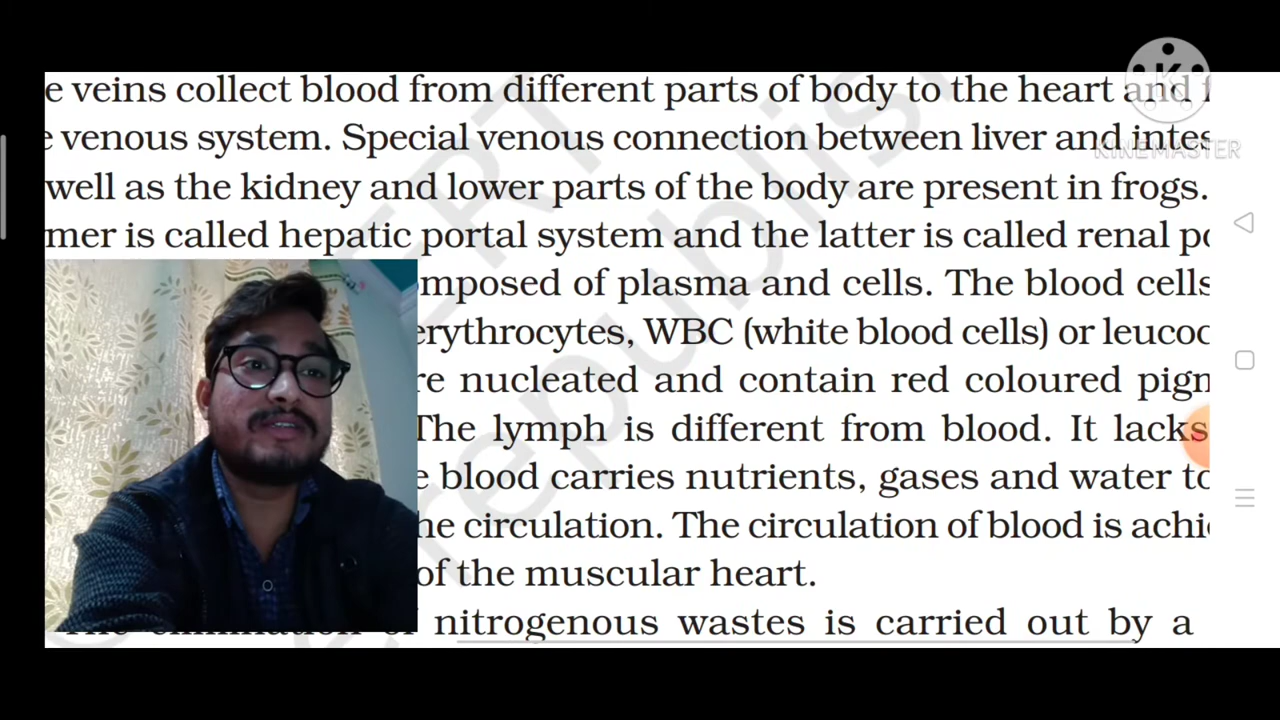 e veins collect blood from different parts of body to the heart and f
e venous system. Special venous connection between liver and intes
well as the kidney and lower parts of the body are present in frogs.
mer is called hepatic portal system and the latter is called renal po
mposed of plasma and cells. The blood cells
erythrocytes, WBC (white blood cells) or leucoc
re nucleated and contain red coloured pign
The lymph is different from blood. It lacks
e blood carries nutrients, gases and water to
he circulation. The circulation of blood is achi
of the muscular heart.
The elimination of nitrogenous wastes is carried out by a
KINEMASTER
republis